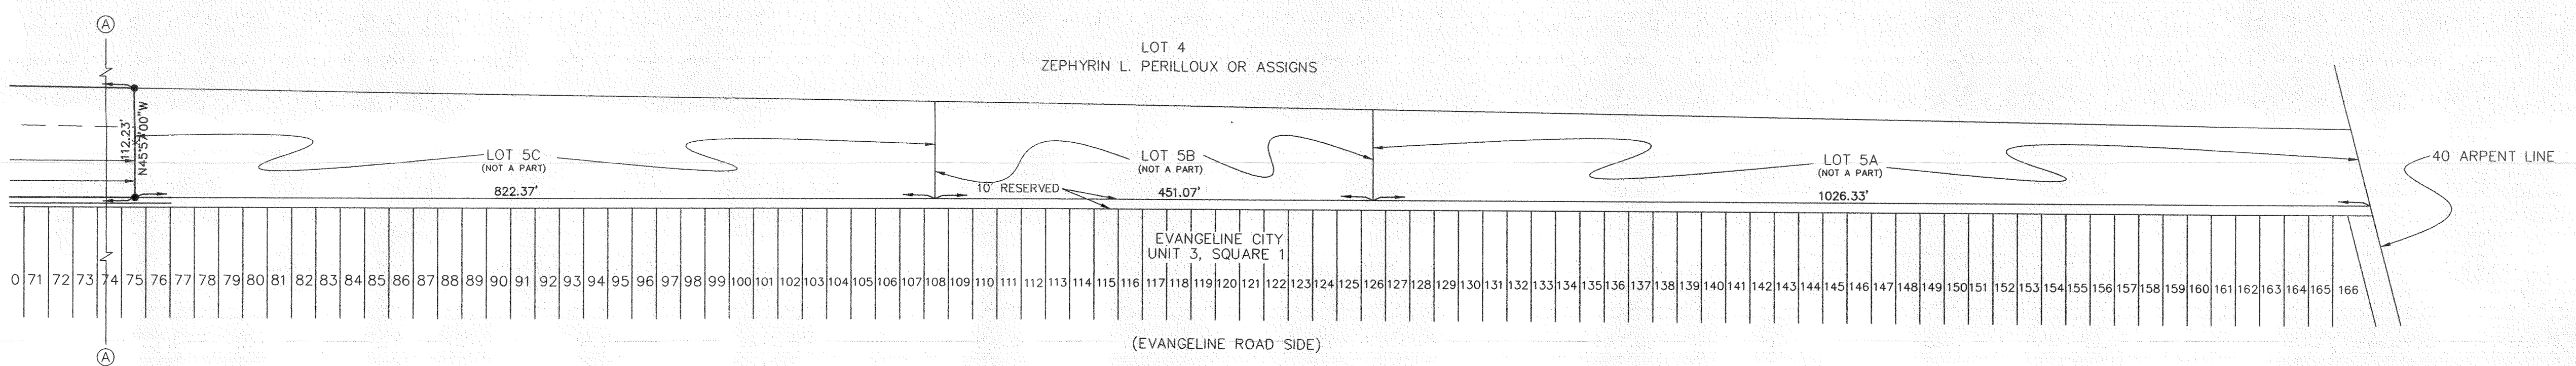 A
LOT 4
ZEPHYRIN L. PERILLOUX OR ASSIGNS
112.23'
N45°57'00"W
LOT 5C
(NOT A PART)
822.37'
10' RESERVED
LOT 5B
(NOT A PART)
451.07'
LOT 5A
(NOT A PART)
1026.33'
40 ARPENT LINE
EVANGELINE CITY
UNIT 3, SQUARE 1
0 71 72 73 74 75 76 77 78 79 80 81 82 83 84 85 86 87 88 89 90 91 92 93 94 95 96 97 98 99 100 101 102 103 104 105 106 107 108 109 110 111 112 113 114 115 116 117 118 119 120 121 122 123 124 125 126 127 128 129 130 131 132 133 134 135 136 137 138 139 140 141 142 143 144 145 146 147 148 149 150 151 152 153 154 155 156 157 158 159 160 161 162 163 164 165 166
(EVANGELINE ROAD SIDE)
A